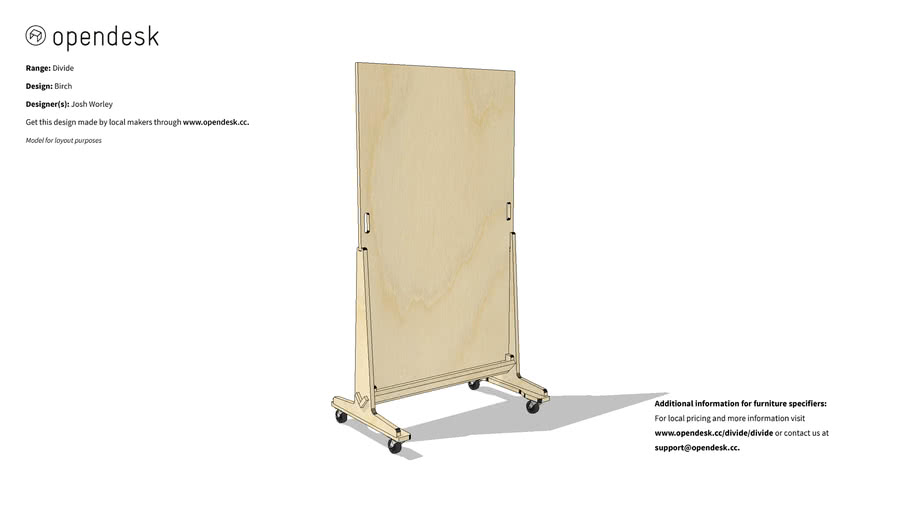 opendesk
Range: Divide
Design: Birch
Designer(s): Josh Worley
Get this design made by local makers through www.opendesk.cc.
Model for layout purposes
Additional information for furniture specifiers:
For local pricing and more information visit
www.opendesk.cc/divide/divide or contact us at
support@opendesk.cc.